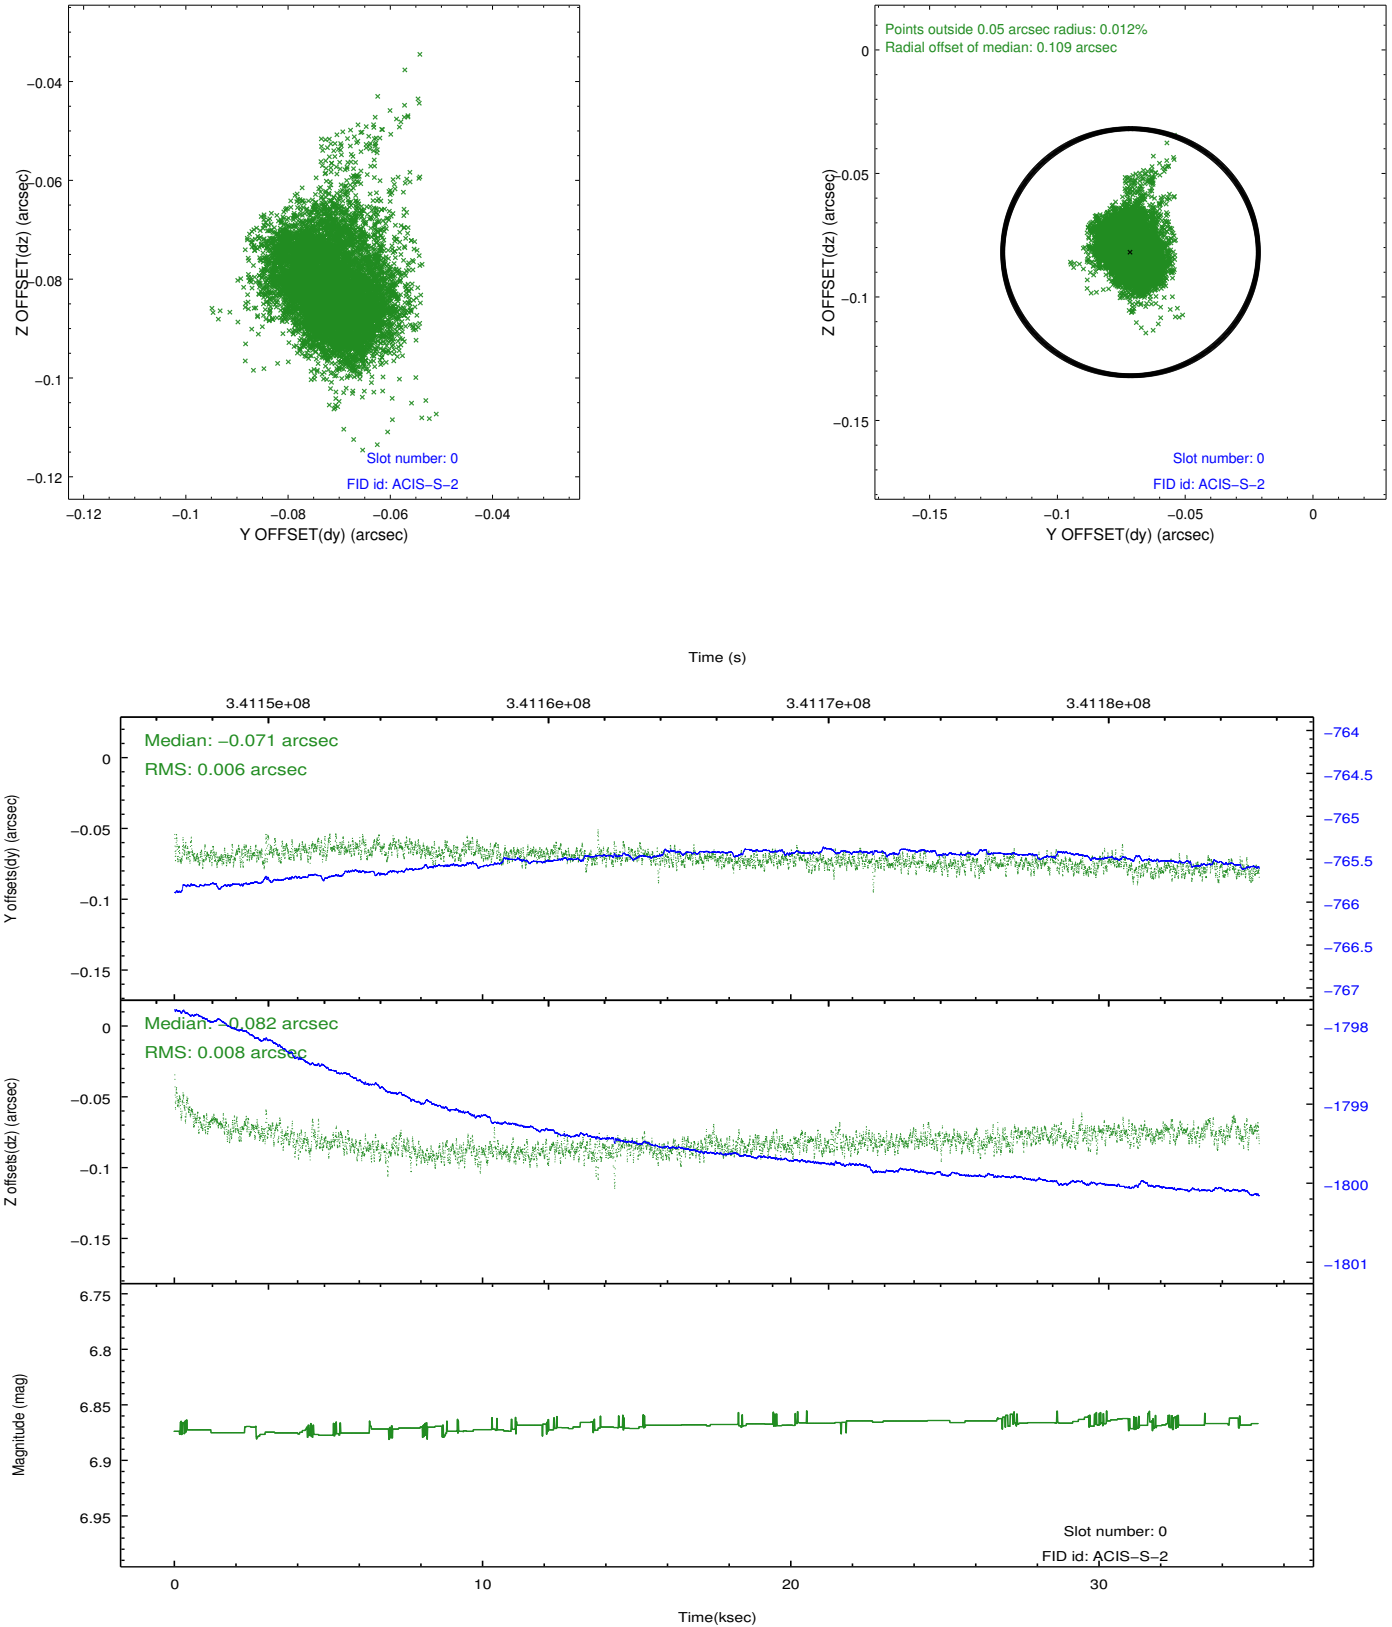 −0.04
−0.06
−0.08
−0.1
−0.12
Z OFFSET(dz) (arcsec)
Slot number: 0
FID id: ACIS−S−2
−0.12
−0.1
−0.08
−0.06
−0.04
Y OFFSET(dy) (arcsec)
Points outside 0.05 arcsec radius: 0.012%
Radial offset of median: 0.109 arcsec
0
−0.05
−0.1
−0.15
Z OFFSET(dz) (arcsec)
Slot number: 0
FID id: ACIS−S−2
−0.15
−0.1
−0.05
0
Y OFFSET(dy) (arcsec)
Time (s)
3.4115e+08
3.4116e+08
3.4117e+08
3.4118e+08
Median: −0.071 arcsec
RMS: 0.006 arcsec
0
−0.05
−0.1
−0.15
Y offsets(dy) (arcsec)
−764
−764.5
−765
−765.5
−766
−766.5
−767
Median: −0.082 arcsec
RMS: 0.008 arcsec
0
−0.05
−0.1
−0.15
Z offsets(dz) (arcsec)
−1798
−1799
−1800
−1801
6.75
6.8
6.85
6.9
6.95
Magnitude (mag)
Slot number: 0
FID id: ACIS−S−2
0
10
20
30
Time(ksec)